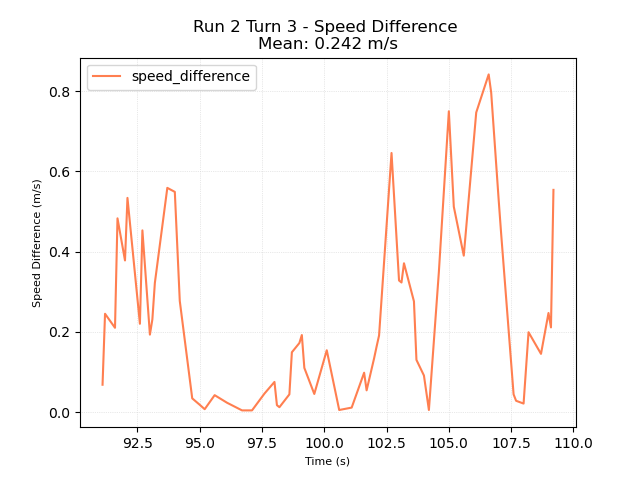 Run 2 Turn 3 - Speed Difference
Mean: 0.242 m/s
speed_difference
0.8
0.6
0.4
0.2
0.0
Speed Difference (m/s)
92.5 95.0 97.5 100.0 102.5 105.0 107.5 110.0
Time (s)